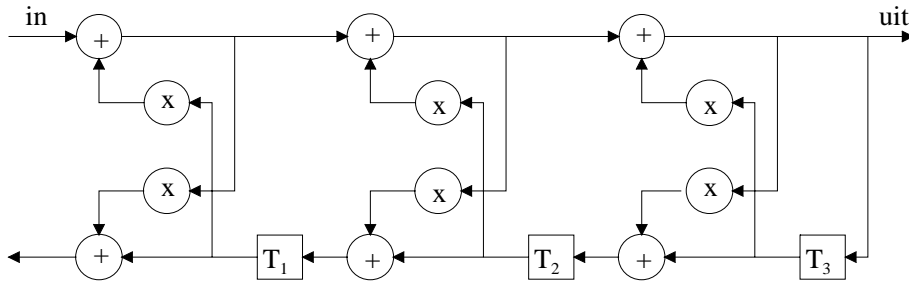 in uit
+ + +
x x x
x x x
+ T₁ + T₂ + T₃